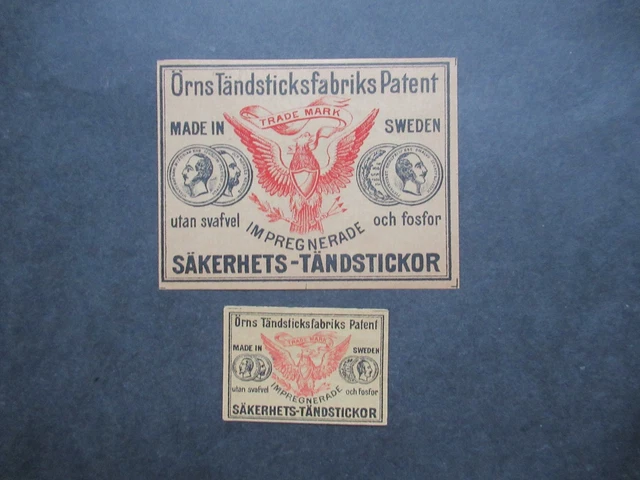 Örns Tändsticksfabriks Patent
TRADE MARK
MADE IN SWEDEN
utan svafvel och fosfor
IMPREGNERADE
SÄKERHETS-TÄNDSTICKOR
Örns Tändsticksfabriks Patent
TRADE MARK
MADE IN SWEDEN
utan svafvel och fosfor
IMPREGNERADE
SÄKERHETS-TÄNDSTICKOR